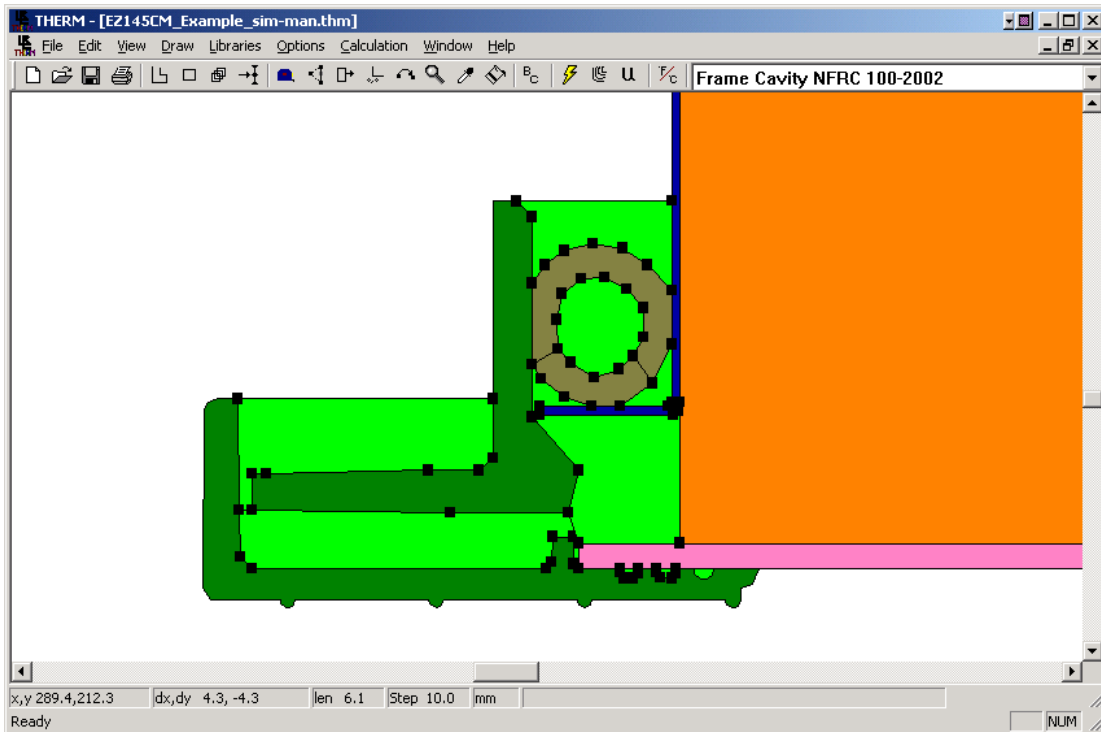 THERM - [EZ145CM_Example_sim-man.thm]
File Edit View Draw Libraries Options Calculation Window Help
BC U F/C Frame Cavity NFRC 100-2002
x,y 289.4,212.3 dx,dy 4.3, -4.3 len 6.1 Step 10.0 mm
Ready NUM